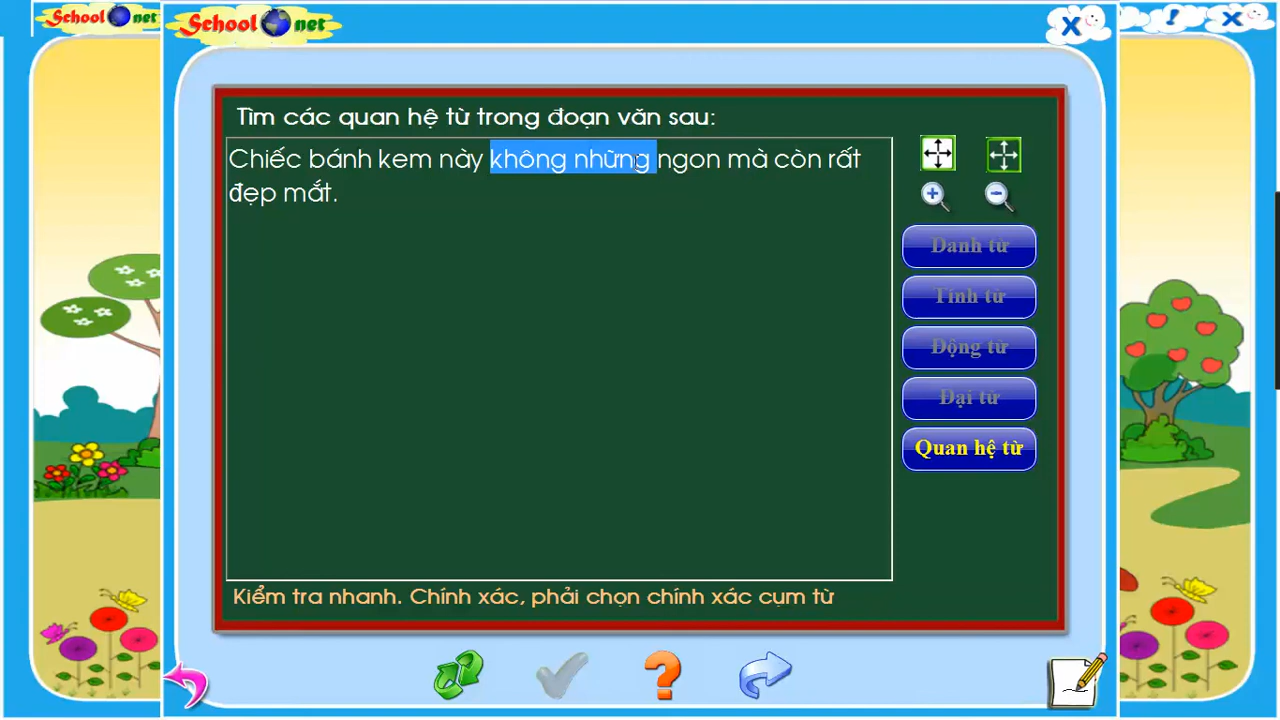 School net
School net
Tìm các quan hệ từ trong đoạn văn sau:
Chiếc bánh kem này không những ngon mà còn rất
đẹp mắt.
Danh từ
Tính từ
Động từ
Đại từ
Quan hệ từ
Kiểm tra nhanh. Chính xác, phải chọn chính xác cụm từ